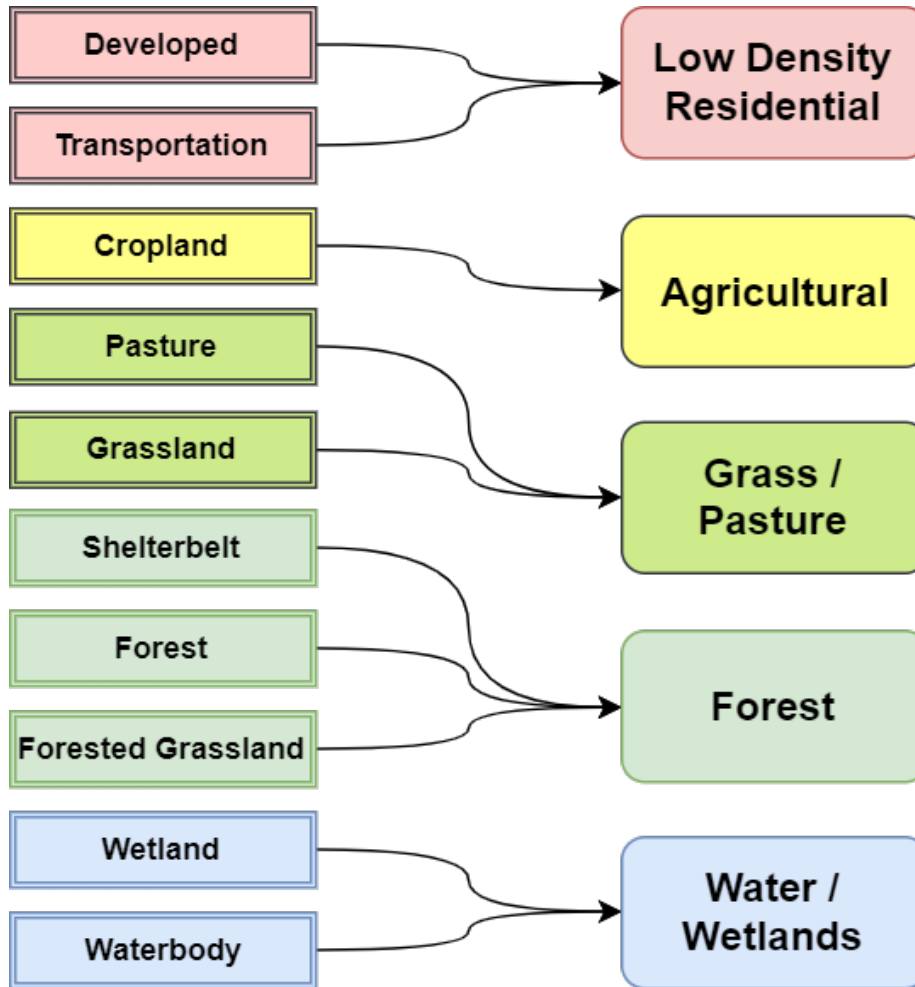 Developed
Transportation
Cropland
Pasture
Grassland
Shelterbelt
Forest
Forested Grassland
Wetland
Waterbody
Low Density
Residential
Agricultural
Grass /
Pasture
Forest
Water /
Wetlands